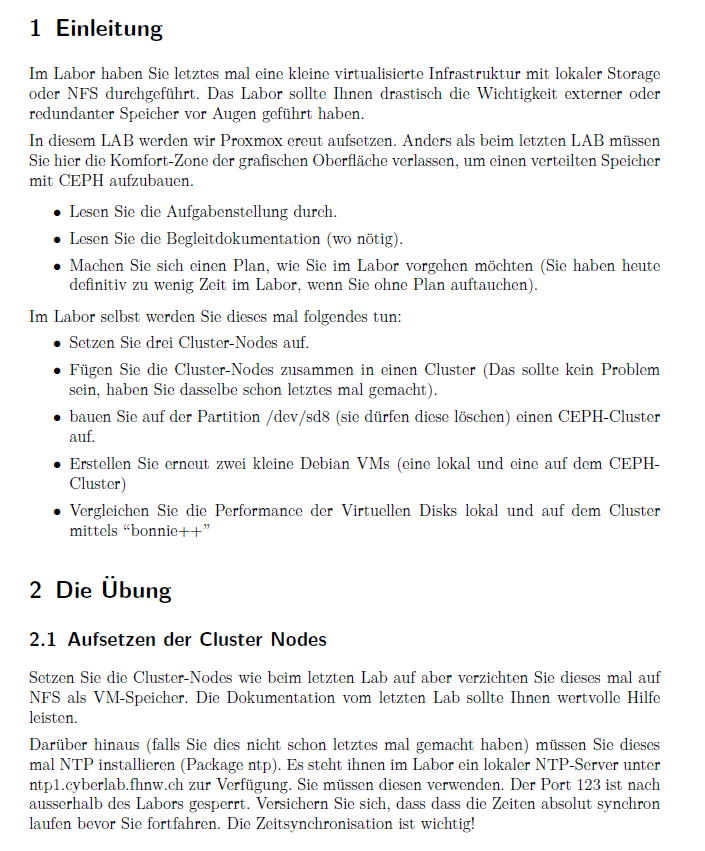 1 Einleitung
Im Labor haben Sie letztes mal eine kleine virtualisierte Infrastruktur mit lokaler Storage
oder NFS durchgeführt. Das Labor sollte Ihnen drastisch die Wichtigkeit externer oder
redundanter Speicher vor Augen geführt haben.
In diesem LAB werden wir Proxmox ereut aufsetzen. Anders als beim letzten LAB müssen
Sie hier die Komfort-Zone der grafischen Oberfläche verlassen, um einen verteilten Speicher
mit CEPH aufzubauen.
• Lesen Sie die Aufgabenstellung durch.
• Lesen Sie die Begleitdokumentation (wo nötig).
• Machen Sie sich einen Plan, wie Sie im Labor vorgehen möchten (Sie haben heute
definitiv zu wenig Zeit im Labor, wenn Sie ohne Plan auftauchen).
Im Labor selbst werden Sie dieses mal folgendes tun:
• Setzen Sie drei Cluster-Nodes auf.
• Fügen Sie die Cluster-Nodes zusammen in einen Cluster (Das sollte kein Problem
sein, haben Sie dasselbe schon letztes mal gemacht).
• bauen Sie auf der Partition /dev/sd8 (sie dürfen diese löschen) einen CEPH-Cluster
auf.
• Erstellen Sie erneut zwei kleine Debian VMs (eine lokal und eine auf dem CEPH-
Cluster)
• Vergleichen Sie die Performance der Virtuellen Disks lokal und auf dem Cluster
mittels “bonnie++”
2 Die Übung
2.1 Aufsetzen der Cluster Nodes
Setzen Sie die Cluster-Nodes wie beim letzten Lab auf aber verzichten Sie dieses mal auf
NFS als VM-Speicher. Die Dokumentation vom letzten Lab sollte Ihnen wertvolle Hilfe
leisten.
Darüber hinaus (falls Sie dies nicht schon letztes mal gemacht haben) müssen Sie dieses
mal NTP installieren (Package ntp). Es steht ihnen im Labor ein lokaler NTP-Server unter
ntp1.cyberlab.fhnw.ch zur Verfügung. Sie müssen diesen verwenden. Der Port 123 ist nach
ausserhalb des Labors gesperrt. Versichern Sie sich, dass dass die Zeiten absolut synchron
laufen bevor Sie fortfahren. Die Zeitsynchronisation ist wichtig!